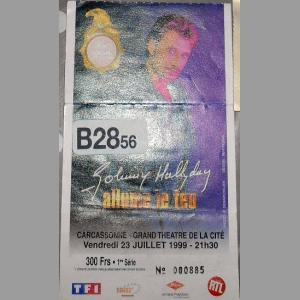 B28 56
Johnny Hallyday
allume le feu
CARCASSONNE - GRAND THEATRE DE LA CITÉ
Vendredi 23 JUILLET 1999 - 21h30
300 Frs - 1ère Série
N° 000885
TF1
RTL